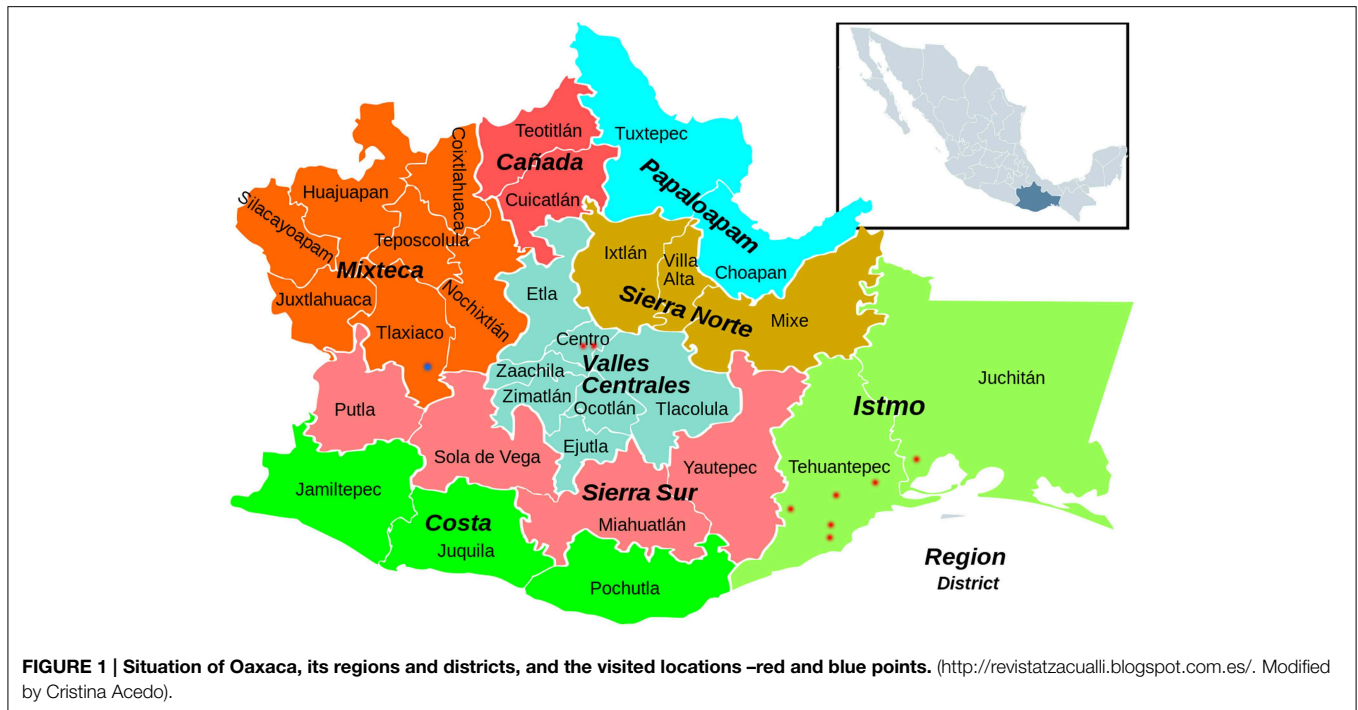 Tuxtepec
Teotitlán
Cañada
Cuicatlán
Papaloapam
Choapan
Coixtlahuaca
Huajuapan
Silacayoapam
Teposcolula
Mixteca
Juxtlahuaca
Nochixtlán
Tlaxiaco
Ixtlán
Villa
Alta
Sierra Norte
Mixe
Etla
Centro
Valles
Centrales
Zaachila
Zimatlán
Ocotlán
Tlacolula
Ejutla
Juchitán
Istmo
Tehuantepec
Putla
Sola de Vega
Yautepec
Sierra Sur
Miahuatlán
Jamiltepec
Costa
Juquila
Pochutla
Region
District
FIGURE 1 | Situation of Oaxaca, its regions and districts, and the visited locations –red and blue points. (http://revistatzacualli.blogspot.com.es/. Modified
by Cristina Acedo).